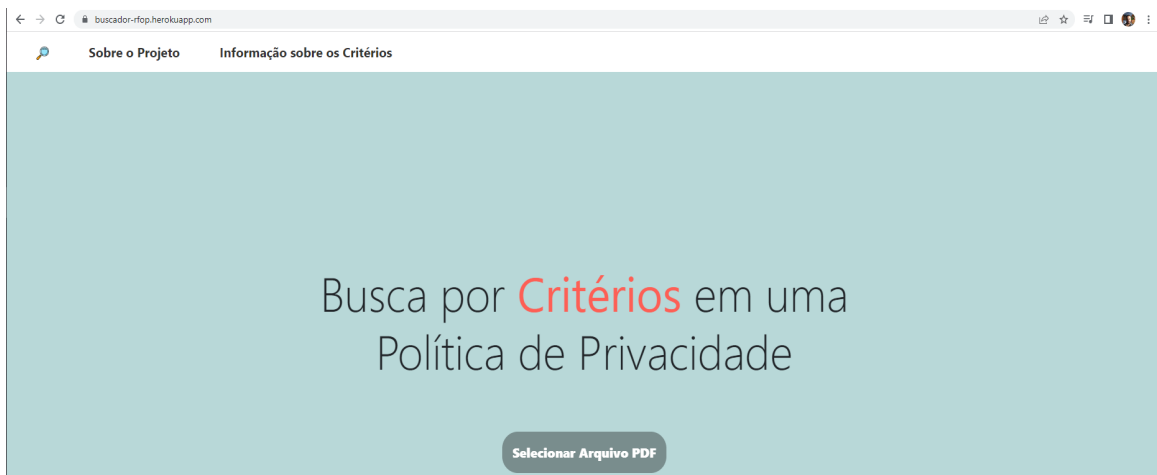 buscador-rfop.herokuapp.com
Sobre o Projeto Informação sobre os Critérios
Busca por Critérios em uma
Política de Privacidade
Selecionar Arquivo PDF